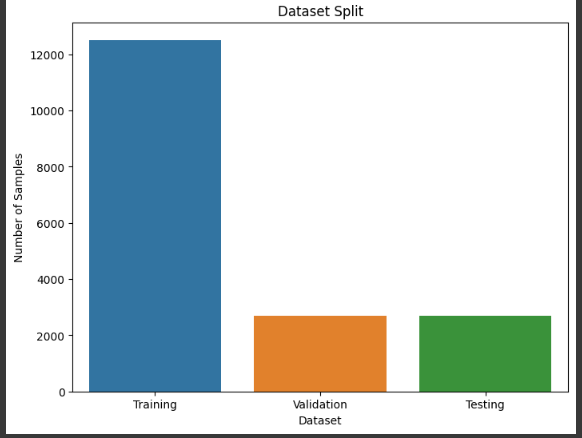 Dataset Split
12000
10000
8000
6000
4000
2000
0
Number of Samples
Training Validation Testing
Dataset